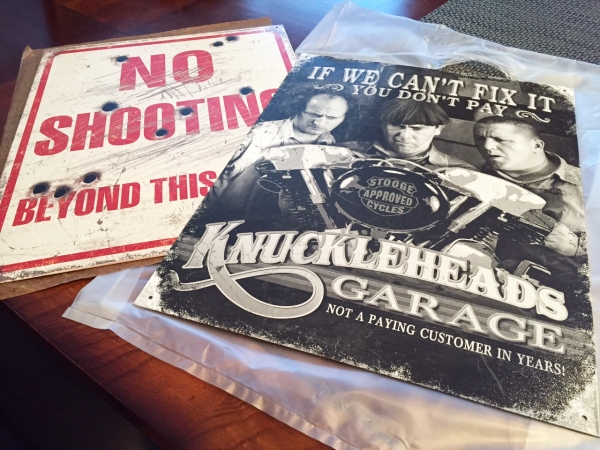 NO
SHOOTING
BEYOND THIS
IF WE CAN'T FIX IT
YOU DON'T PAY
STOOGE
APPROVED
CYCLES
KNUCKLEHEADS
GARAGE
NOT A PAYING CUSTOMER IN YEARS!